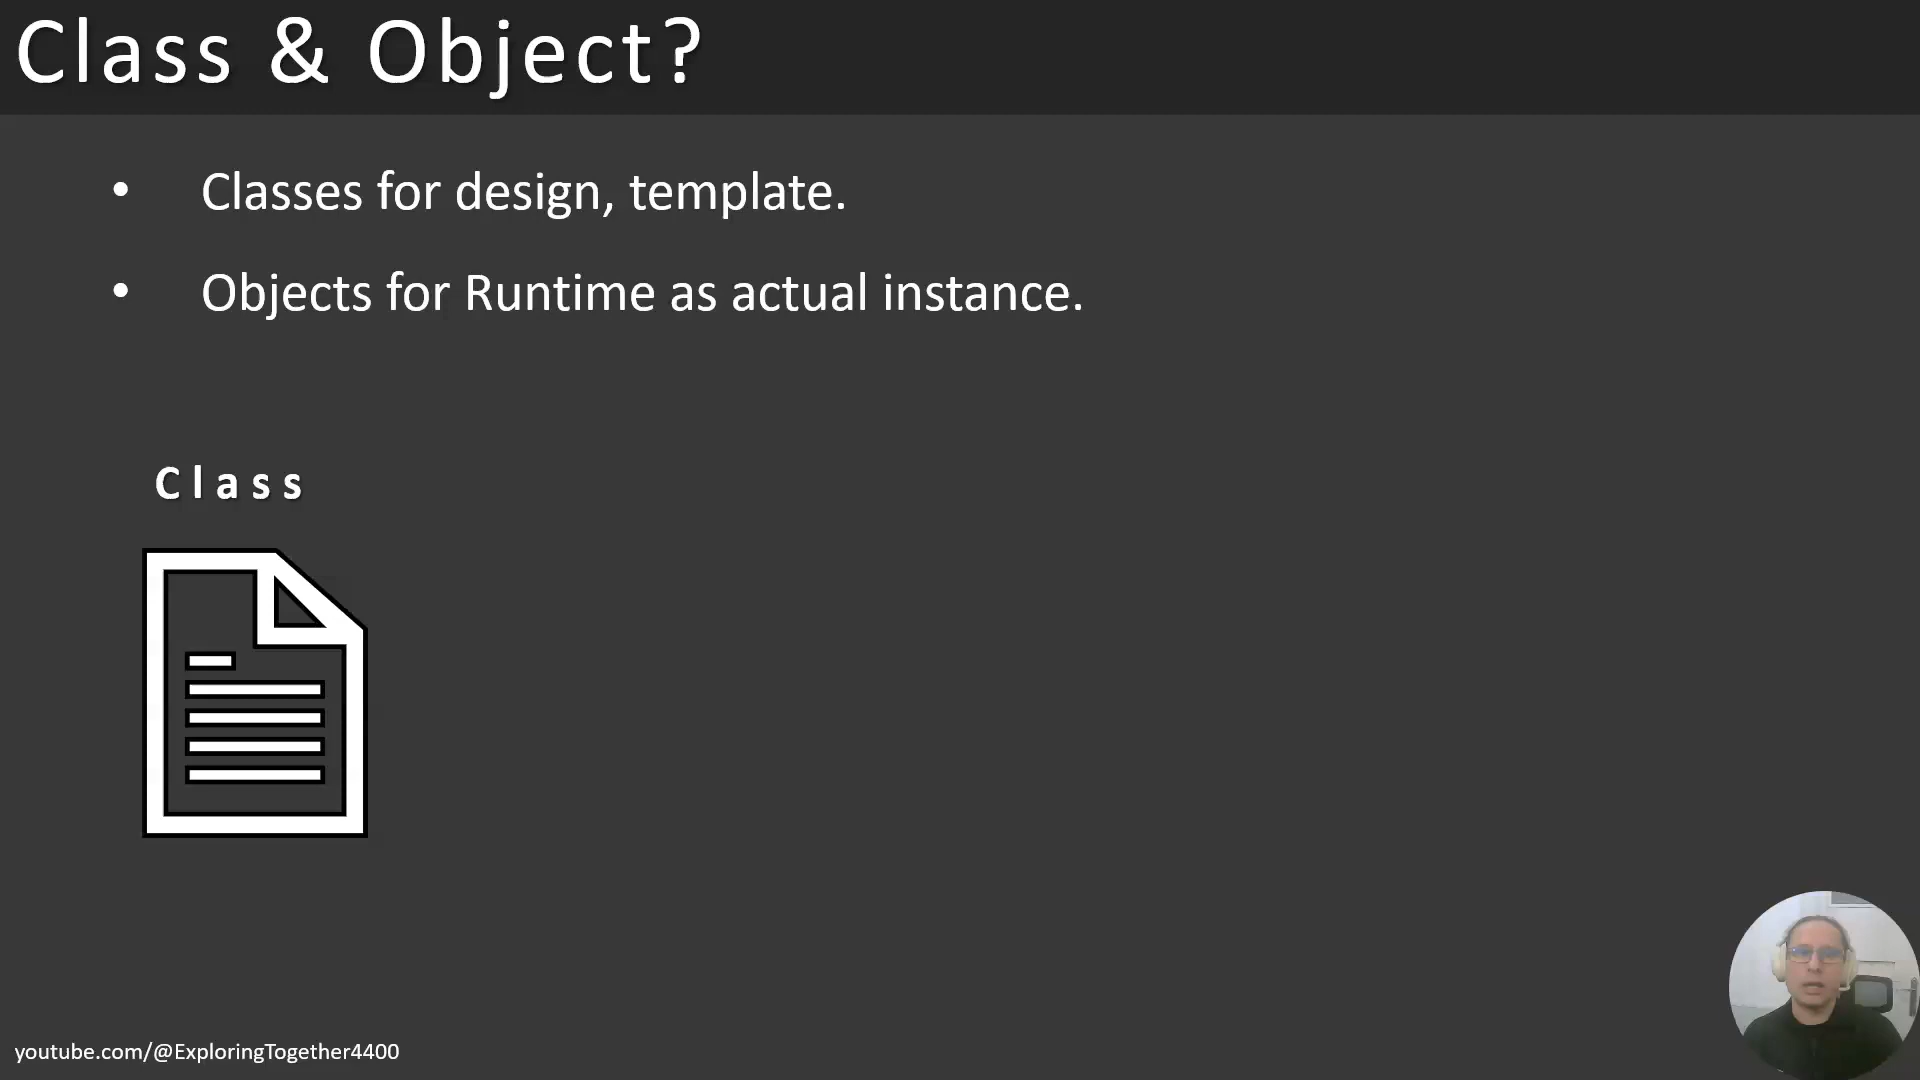 Class & Object?
• Classes for design, template.
• Objects for Runtime as actual instance.
Class
youtube.com/@ExploringTogether4400